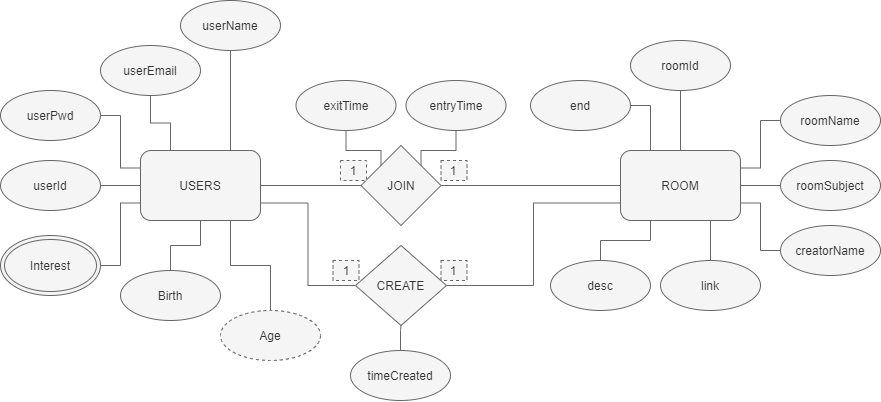 userName
userEmail
roomId
userPwd
exitTime
entryTime
end
roomName
userId
USERS
1
JOIN
1
ROOM
roomSubject
Interest
Birth
1
CREATE
1
desc
link
creatorName
Age
timeCreated